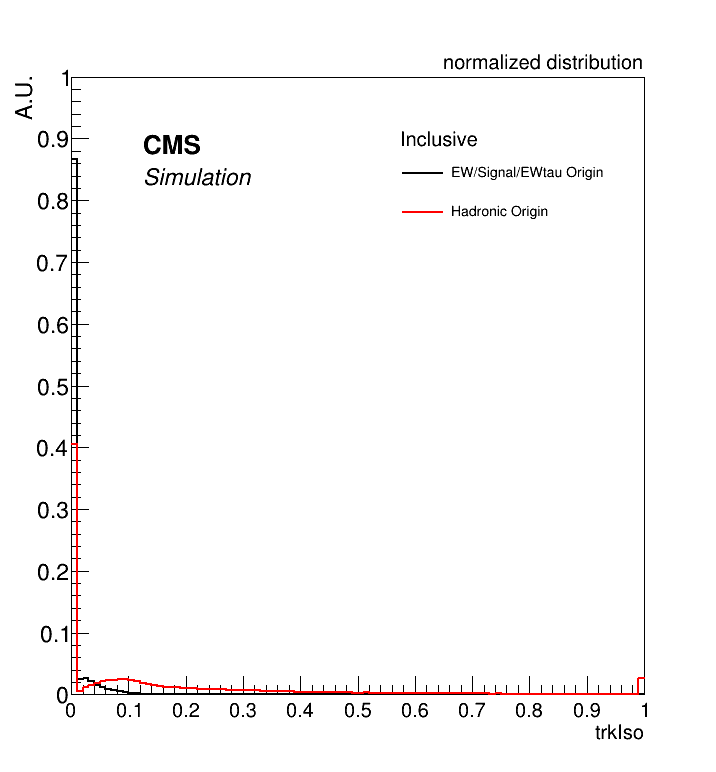 normalized distribution
A.U.
1
0.9
0.8
0.7
0.6
0.5
0.4
0.3
0.2
0.1
0
CMS
Simulation
Inclusive
EW/Signal/EWtau Origin
Hadronic Origin
0 0.1 0.2 0.3 0.4 0.5 0.6 0.7 0.8 0.9 1
trkIso